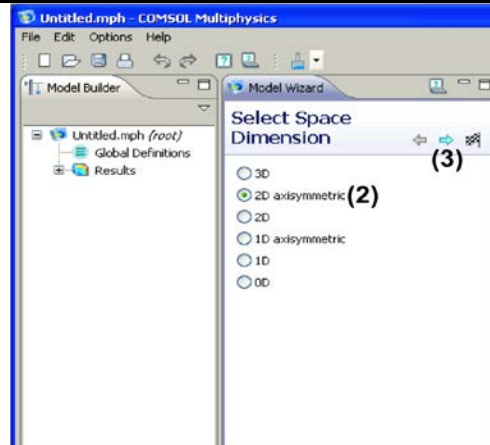 Untitled.mph - COMSOL Multiphysics
File Edit Options Help
Model Builder
Model Wizard
Untitled.mph (root)
Global Definitions
Results
Select Space
Dimension
(3)
3D
2D axisymmetric (2)
2D
1D axisymmetric
1D
0D